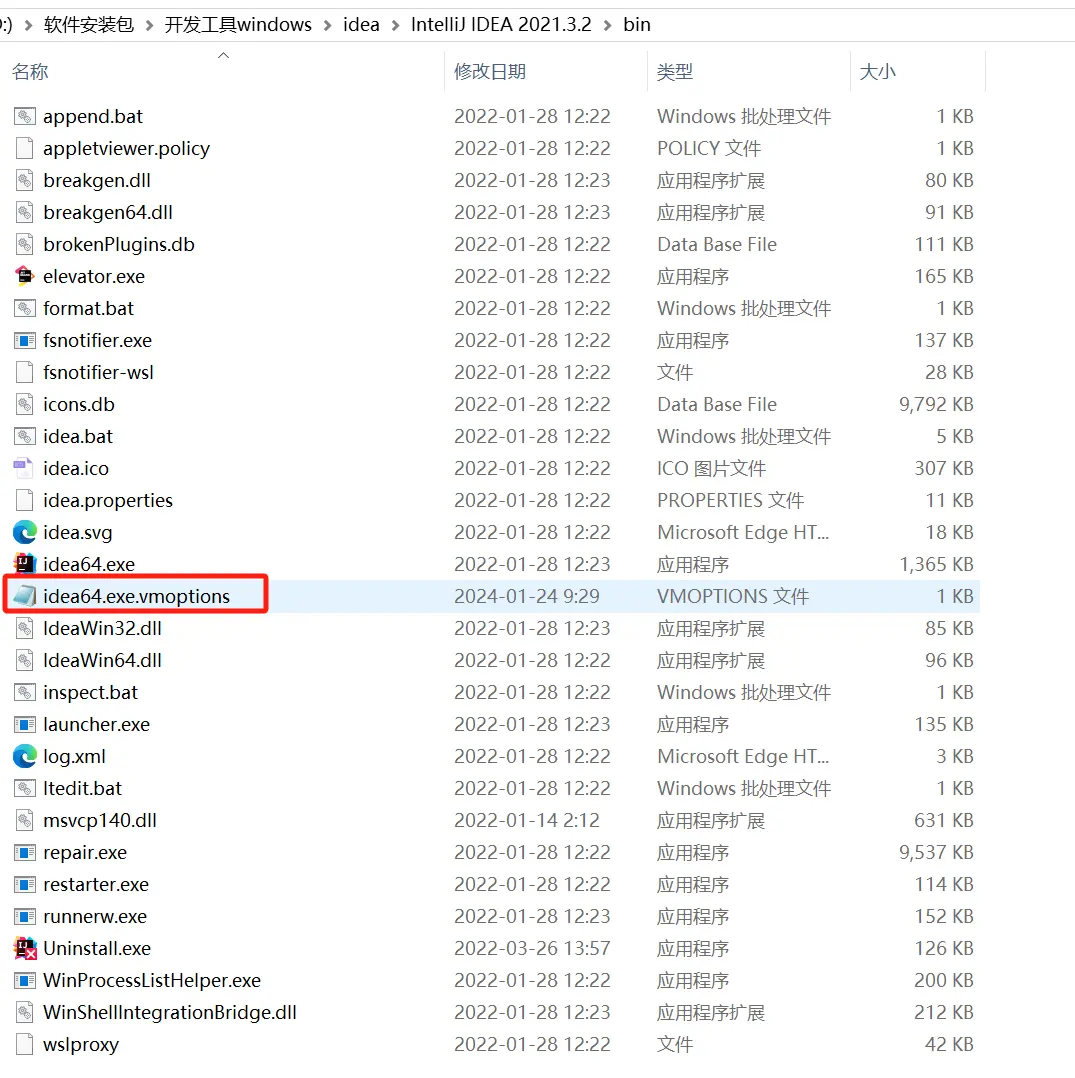 :) > 软件安装包 > 开发工具windows > idea > IntelliJ IDEA 2021.3.2 > bin
名称 修改日期 类型 大小
append.bat 2022-01-28 12:22 Windows 批处理文件 1 KB
appletviewer.policy 2022-01-28 12:22 POLICY 文件 1 KB
breakgen.dll 2022-01-28 12:23 应用程序扩展 80 KB
breakgen64.dll 2022-01-28 12:23 应用程序扩展 91 KB
brokenPlugins.db 2022-01-28 12:22 Data Base File 111 KB
elevator.exe 2022-01-28 12:22 应用程序 165 KB
format.bat 2022-01-28 12:22 Windows 批处理文件 1 KB
fsnotifier.exe 2022-01-28 12:22 应用程序 137 KB
fsnotifier-wsl 2022-01-28 12:22 文件 28 KB
icons.db 2022-01-28 12:22 Data Base File 9,792 KB
idea.bat 2022-01-28 12:22 Windows 批处理文件 5 KB
idea.ico 2022-01-28 12:22 ICO 图片文件 307 KB
idea.properties 2022-01-28 12:22 PROPERTIES 文件 11 KB
idea.svg 2022-01-28 12:22 Microsoft Edge HT... 18 KB
idea64.exe 2022-01-28 12:23 应用程序 1,365 KB
idea64.exe.vmoptions 2024-01-24 9:29 VMOPTIONS 文件 1 KB
IdeaWin32.dll 2022-01-28 12:23 应用程序扩展 85 KB
IdeaWin64.dll 2022-01-28 12:23 应用程序扩展 96 KB
inspect.bat 2022-01-28 12:22 Windows 批处理文件 1 KB
launcher.exe 2022-01-28 12:23 应用程序 135 KB
log.xml 2022-01-28 12:22 Microsoft Edge HT... 3 KB
ltedit.bat 2022-01-28 12:22 Windows 批处理文件 1 KB
msvcp140.dll 2022-01-14 2:12 应用程序扩展 631 KB
repair.exe 2022-01-28 12:22 应用程序 9,537 KB
restarter.exe 2022-01-28 12:22 应用程序 114 KB
runnerw.exe 2022-01-28 12:23 应用程序 152 KB
Uninstall.exe 2022-03-26 13:57 应用程序 126 KB
WinProcessListHelper.exe 2022-01-28 12:22 应用程序 200 KB
WinShellIntegrationBridge.dll 2022-01-28 12:23 应用程序扩展 212 KB
wslproxy 2022-01-28 12:22 文件 42 KB